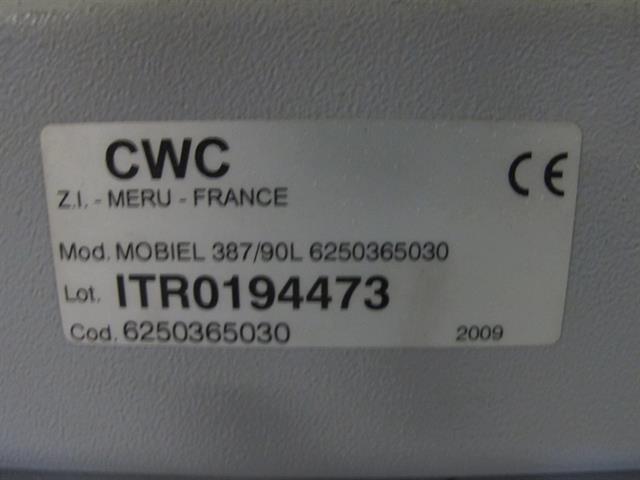 CWC
Z.I. - MERU - FRANCE
CE
Mod. MOBIEL 387/90L 6250365030
Lot. ITR0194473
Cod. 6250365030 2009